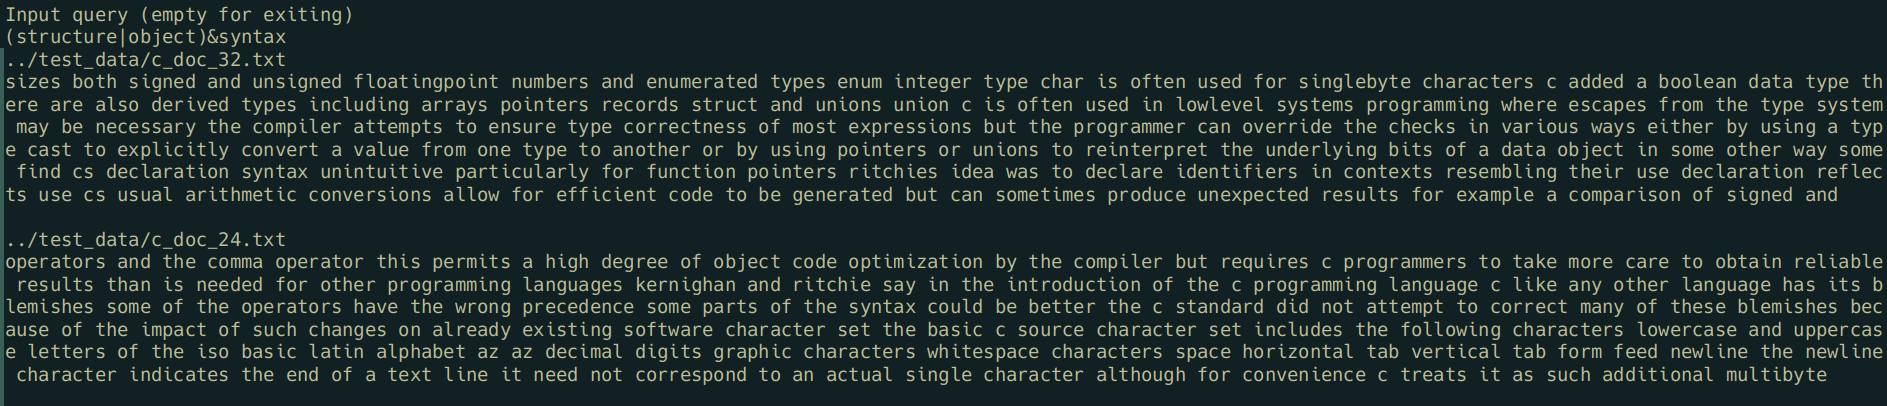 Input query (empty for exiting)
(structure|object)&syntax
../test_data/c_doc_32.txt
sizes both signed and unsigned floatingpoint numbers and enumerated types enum integer type char is often used for singlebyte characters c added a boolean data type th
ere are also derived types including arrays pointers records struct and unions union c is often used in lowlevel systems programming where escapes from the type system
 may be necessary the compiler attempts to ensure type correctness of most expressions but the programmer can override the checks in various ways either by using a typ
e cast to explicitly convert a value from one type to another or by using pointers or unions to reinterpret the underlying bits of a data object in some other way some
 find cs declaration syntax unintuitive particularly for function pointers ritchies idea was to declare identifiers in contexts resembling their use declaration reflec
ts use cs usual arithmetic conversions allow for efficient code to be generated but can sometimes produce unexpected results for example a comparison of signed and

../test_data/c_doc_24.txt
operators and the comma operator this permits a high degree of object code optimization by the compiler but requires c programmers to take more care to obtain reliable
 results than is needed for other programming languages kernighan and ritchie say in the introduction of the c programming language c like any other language has its b
lemishes some of the operators have the wrong precedence some parts of the syntax could be better the c standard did not attempt to correct many of these blemishes bec
ause of the impact of such changes on already existing software character set the basic c source character set includes the following characters lowercase and uppercas
e letters of the iso basic latin alphabet az az decimal digits graphic characters whitespace characters space horizontal tab vertical tab form feed newline the newline
 character indicates the end of a text line it need not correspond to an actual single character although for convenience c treats it as such additional multibyte